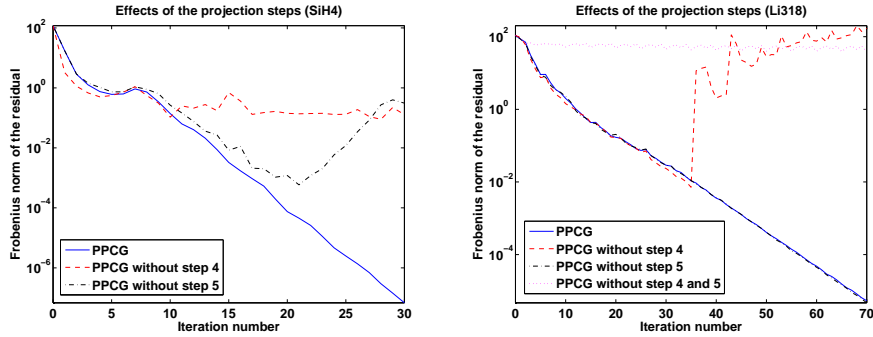 Effects of the projection steps (SiH4)
Frobenius norm of the residual
10^2
10^0
10^-2
10^-4
10^-6
PPCG
PPCG without step 4
PPCG without step 5
0 5 10 15 20 25 30
Iteration number
Effects of the projection steps (Li318)
Frobenius norm of the residual
10^2
10^0
10^-2
10^-4
PPCG
PPCG without step 4
PPCG without step 5
PPCG without step 4 and 5
0 10 20 30 40 50 60 70
Iteration number